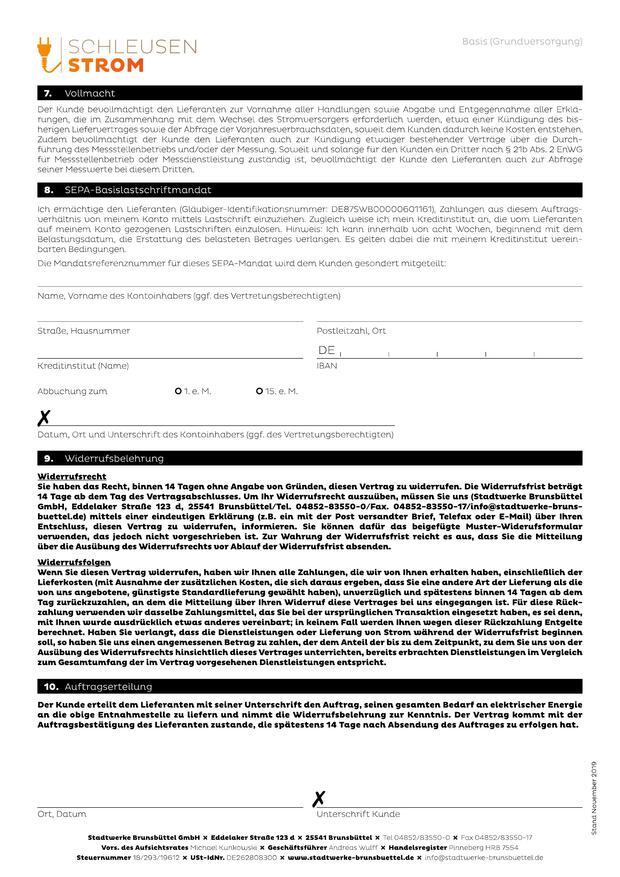 SCHLEUSEN
STROM
Basis (Grundversorgung)
7. Vollmacht
Der Kunde bevollmächtigt den Lieferanten zur Vornahme aller Handlungen sowie Abgabe und Entgegennahme aller Erklä-
rungen, die im Zusammenhang mit dem Wechsel des Stromversorgers erforderlich werden, etwa einer Kündigung des bis-
herigen Liefervertrages sowie der Abfrage der Vorjahresverbrauchsdaten, soweit dem Kunden dadurch keine Kosten entstehen.
Zudem bevollmächtigt der Kunde den Lieferanten auch zur Kündigung etwaiger bestehender Verträge über die Durch-
führung des Messstellenbetriebs und/oder der Messung. Soweit und solange für den Kunden ein Dritter nach § 21b Abs. 2 EnWG
für Messstellenbetrieb oder Messdienstleistung zuständig ist, bevollmächtigt der Kunde den Lieferanten auch zur Abfrage
seiner Messwerte bei diesem Dritten.
8. SEPA-Basislastschriftmandat
Ich ermächtige den Lieferanten (Gläubiger-Identifikationsnummer: DE87SWB00000601161), Zahlungen aus diesem Auftrags-
verhältnis von meinem Konto mittels Lastschrift einzuziehen. Zugleich weise ich mein Kreditinstitut an, die vom Lieferanten
auf meinem Konto gezogenen Lastschriften einzulösen. Hinweis: Ich kann innerhalb von acht Wochen, beginnend mit dem
Belastungsdatum, die Erstattung des belasteten Betrages verlangen. Es gelten dabei die mit meinem Kreditinstitut verein-
barten Bedingungen.
Die Mandatsreferenznummer für dieses SEPA-Mandat wird dem Kunden gesondert mitgeteilt:
Name, Vorname des Kontoinhabers (ggf. des Vertretungsberechtigten)
Straße, Hausnummer
Postleitzahl, Ort
DE
Kreditinstitut (Name)
IBAN
Abbuchung zum O 1. e. M. O 15. e. M.
✗
Datum, Ort und Unterschrift des Kontoinhabers (ggf. des Vertretungsberechtigten)
9. Widerrufsbelehrung
Widerrufsrecht
Sie haben das Recht, binnen 14 Tagen ohne Angabe von Gründen, diesen Vertrag zu widerrufen. Die Widerrufsfrist beträgt
14 Tage ab dem Tag des Vertragsabschlusses. Um Ihr Widerrufsrecht auszuüben, müssen Sie uns (Stadtwerke Brunsbüttel
GmbH, Eddelaker Straße 123 d, 25541 Brunsbüttel/Tel. 04852-83550-0/Fax. 04852-83550-17/info@stadtwerke-bruns-
buettel.de) mittels einer eindeutigen Erklärung (z.B. ein mit der Post versandter Brief, Telefax oder E-Mail) über Ihren
Entschluss, diesen Vertrag zu widerrufen, informieren. Sie können dafür das beigefügte Muster-Widerufsformular
verwenden, das jedoch nicht vorgeschrieben ist. Zur Wahrung der Widerrufsfrist reicht es aus, dass Sie die Mitteilung
über die Ausübung des Widerrufsrechts vor Ablauf der Widerrufsfrist absenden.
Widerrufsfolgen
Wenn Sie diesen Vertrag widerrufen, haben wir Ihnen alle Zahlungen, die wir von Ihnen erhalten haben, einschließlich der
Lieferkosten (mit Ausnahme der zusätzlichen Kosten, die sich daraus ergeben, dass Sie eine andere Art der Lieferung als die
von uns angebotene, günstigste Standardlieferung gewählt haben), unverzüglich und spätestens binnen 14 Tagen ab dem
Tag zurückzuzahlen, an dem die Mitteilung über Ihren Widerruf diese Vertrages bei uns eingegangen ist. Für diese Rück-
zahlung verwenden wir dasselbe Zahlungsmittel, das Sie bei der ursprünglichen Transaktion eingesetzt haben, es sei denn,
mit Ihnen wurde ausdrücklich etwas anderes vereinbart; in keinem Fall werden Ihnen wegen dieser Rückzahlung Entgelte
berechnet. Haben Sie verlangt, dass die Dienstleistungen oder Lieferung von Strom während der Widerrufsfrist beginnen
soll, so haben Sie uns einen angemessenen Betrag zu zahlen, der dem Anteil der bis zu dem Zeitpunkt, zu dem Sie uns von der
Ausübung des Widerrufsrechts hinsichtlich dieses Vertrages unterrichten, bereits erbrachten Dienstleistungen im Vergleich
zum Gesamtumfang der im Vertrag vorgesehenen Dienstleistungen entspricht.
10. Auftragserteilung
Der Kunde erteilt dem Lieferanten mit seiner Unterschrift den Auftrag, seinen gesamten Bedarf an elektrischer Energie
an die obige Entnahmestelle zu liefern und nimmt die Widerrufsbelehrung zur Kenntnis. Der Vertrag kommt mit der
Auftragsbestätigung des Lieferanten zustande, die spätestens 14 Tage nach Absendung des Auftrages zu erfolgen hat.
✗
Ort, Datum
Unterschrift Kunde
Stand November 2019
Stadtwerke Brunsbüttel GmbH × Eddelaker Straße 123 d × 25541 Brunsbüttel × Tel 04852/83550-0 × Fax 04852/83550-17
Vors. des Aufsichtsrates Michael Kunkowski × Geschäftsführer Andreas Wulff × Handelsregister Pinneberg HRB 7554
Steuernummer 18/293/19612 × USt-IdNr. DE262808300 × www.stadtwerke-brunsbuettel.de × info@stadtwerke-brunsbuettel.de